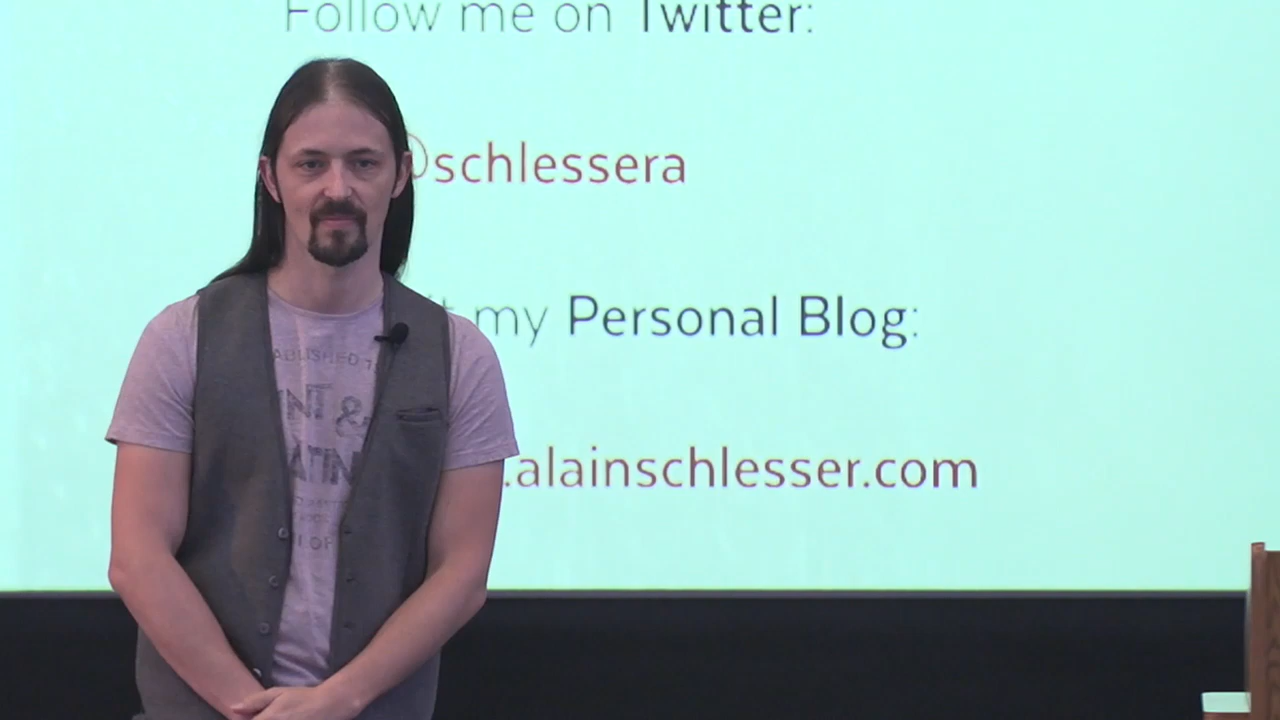 Follow me on Twitter:
@schlessera
my Personal Blog:
.alainschlesser.com
&